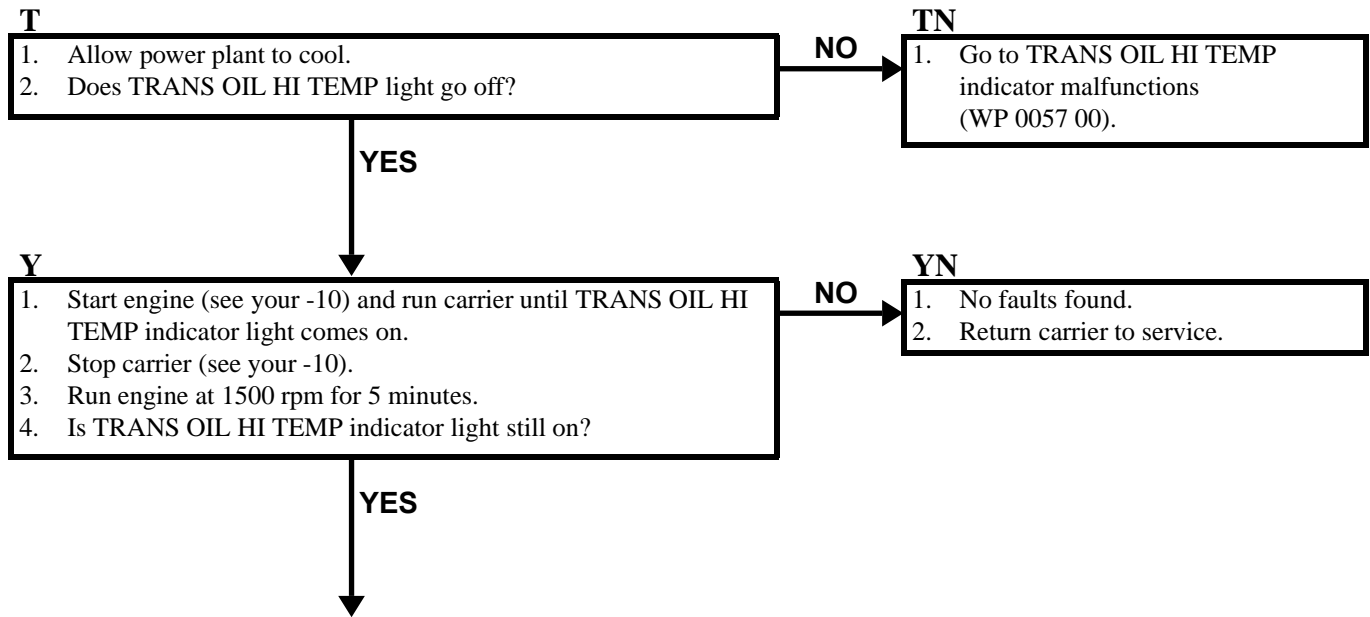 T
1. Allow power plant to cool.
2. Does TRANS OIL HI TEMP light go off?
NO
TN
1. Go to TRANS OIL HI TEMP
indicator malfunctions
(WP 0057 00).
YES
Y
1. Start engine (see your -10) and run carrier until TRANS OIL HI
TEMP indicator light comes on.
2. Stop carrier (see your -10).
3. Run engine at 1500 rpm for 5 minutes.
4. Is TRANS OIL HI TEMP indicator light still on?
NO
YN
1. No faults found.
2. Return carrier to service.
YES